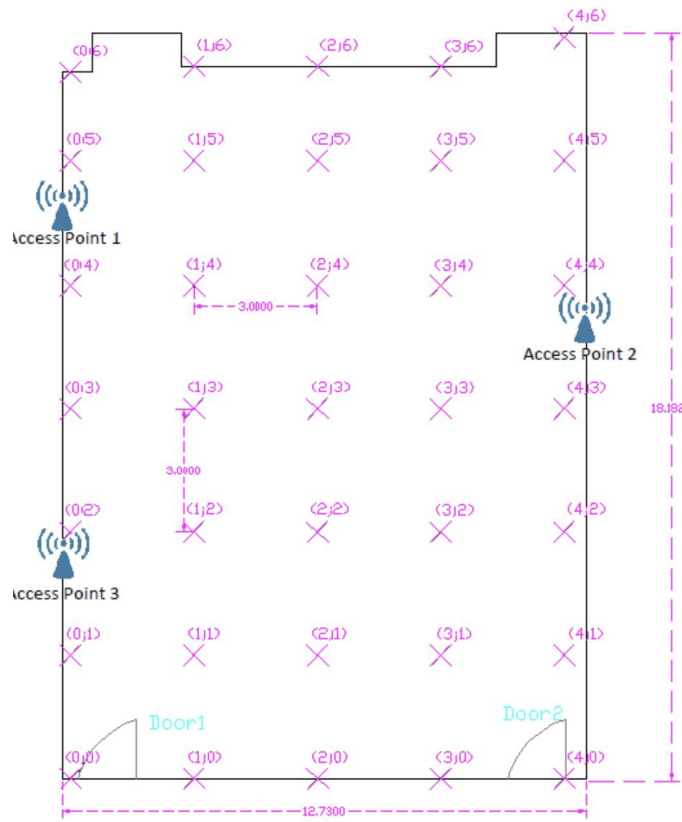 (4;6)
(0;6) (1;6) (2;6) (3;6)
(0;5) (1;5) (2;5) (3;5) (4;5)
Access Point 1
(0;4) (1;4) (2;4) (3;4) (4;4)
3.0000
Access Point 2
(0;3) (1;3) (2;3) (3;3) (4;3)
18.182
3.0000
(0;2) (1;2) (2;2) (3;2) (4;2)
Access Point 3
(0;1) (1;1) (2;1) (3;1) (4;1)
Door1 Door2
(0;0) (1;0) (2;0) (3;0) (4;0)
12.7300